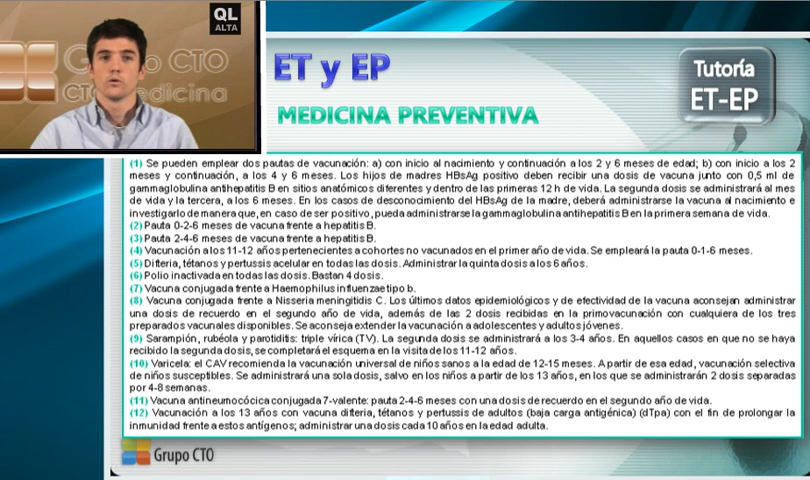 QL
ALTA
Grupo CTO
CTO Medicina
ET y EP
MEDICINA PREVENTIVA
Tutoría
ET-EP
(1) Se pueden emplear dos pautas de vacunación: a) con inicio al nacimiento y continuación a los 2 y 6 meses de edad; b) con inicio a los 2
meses y continuación, a los 4 y 6 meses. Los hijos de madres HBsAg positivo deben recibir una dosis de vacuna junto con 0,5 ml de
gammaglobulina antihepatitis B en sitios anatómicos diferentes y dentro de las primeras 12 h de vida. La segunda dosis se administrará al mes
de vida y la tercera, a los 6 meses. En los casos de desconocimiento del HBsAg de la madre, deberá administrarse la vacuna al nacimiento e
investigarlo de manera que, en caso de ser positivo, pueda administrarse la gammaglobulina antihepatitis B en la primera semana de vida.
(2) Pauta 0-2-6 meses de vacuna frente a hepatitis B.
(3) Pauta 2-4-6 meses de vacuna frente a hepatitis B.
(4) Vacunación a los 11-12 años pertenecientes a cohortes no vacunados en el primer año de vida. Se empleará la pauta 0-1-6 meses.
(5) Difteria, tétanos y pertussis acelular en todas las dosis. Administrar la quinta dosis a los 6 años.
(6) Polio inactivada en todas las dosis. Bastan 4 dosis.
(7) Vacuna conjugada frente a Haemophilus influenzae tipo b.
(8) Vacuna conjugada frente a Nisseria meningitidis C. Los últimos datos epidemiológicos y de efectividad de la vacuna aconsejan administrar
una dosis de recuerdo en el segundo año de vida, además de las 2 dosis recibidas en la primovacunación con cualquiera de los tres
preparados vacunales disponibles. Se aconseja extender la vacunación a adolescentes y adultos jóvenes.
(9) Sarampión, rubéola y parotiditis: triple vírica (TV). La segunda dosis se administrará a los 3-4 años. En aquellos casos en que no se haya
recibido la segunda dosis, se completará el esquema en la visita de los 11-12 años.
(10) Varicela: el CAV recomienda la vacunación universal de niños sanos a la edad de 12-15 meses. A partir de esa edad, vacunación selectiva
de niños susceptibles. Se administrará una sola dosis, salvo en los niños a partir de los 13 años, en los que se administrarán 2 dosis separadas
por 4-8 semanas.
(11) Vacuna antineumocócica conjugada 7-valente: pauta 2-4-6 meses con una dosis de recuerdo en el segundo año de vida.
(12) Vacunación a los 13 años con vacuna difteria, tétanos y pertussis de adultos (baja carga antigénica) (dTpa) con el fin de prolongar la
inmunidad frente a estos antígenos; administrar una dosis cada 10 años en la edad adulta.
Grupo CTO